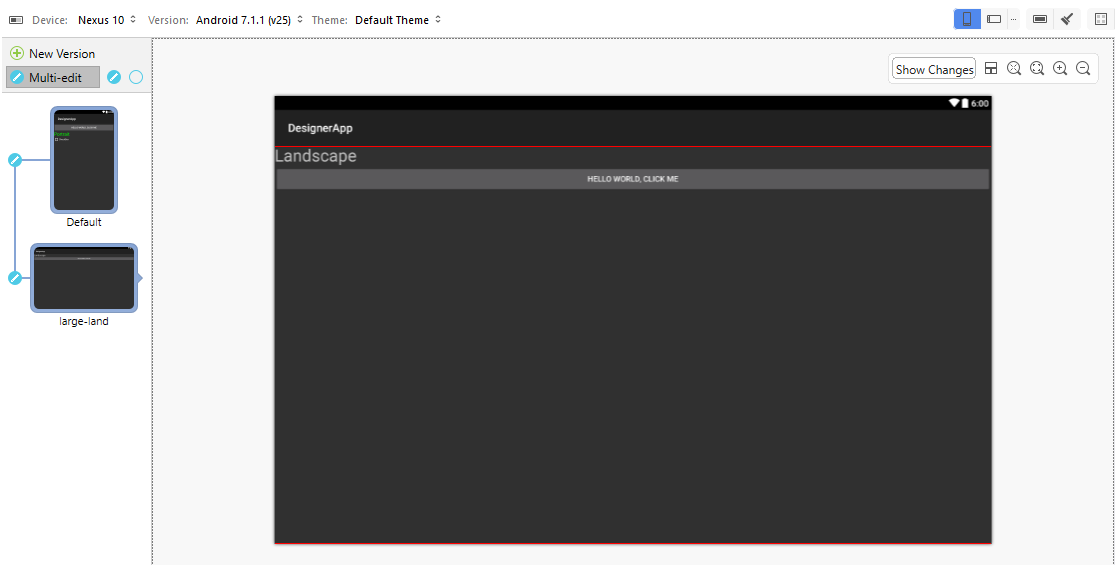 Device: Nexus 10 Version: Android 7.1.1 (v25) Theme: Default Theme
New Version
Multi-edit
Show Changes
6:00
DesignerApp
Landscape
HELLO WORLD, CLICK ME
DesignerApp
Default
large-land